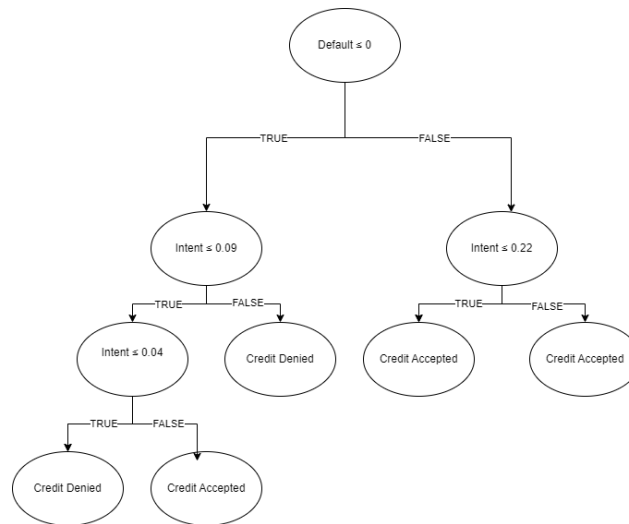 Default ≤ 0
TRUE
FALSE
Intent ≤ 0.09
Intent ≤ 0.22
TRUE
FALSE
TRUE
FALSE
Intent ≤ 0.04
Credit Denied
Credit Accepted
Credit Accepted
TRUE
FALSE
Credit Denied
Credit Accepted